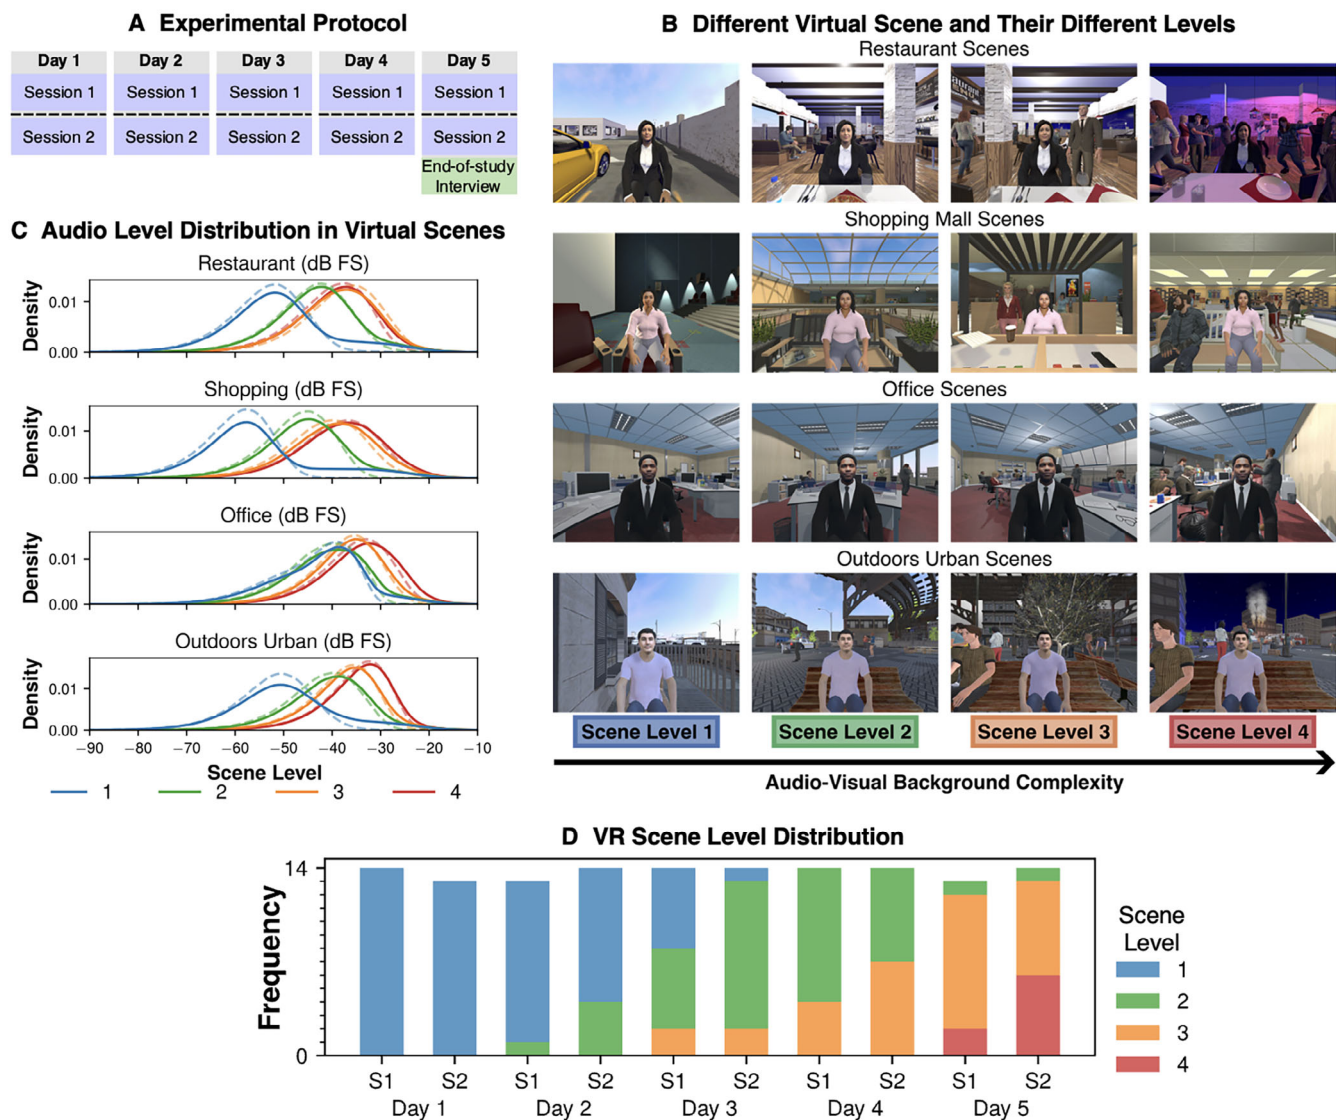 A Experimental Protocol
Day 1 Day 2 Day 3 Day 4 Day 5
Session 1 Session 1 Session 1 Session 1 Session 1
Session 2 Session 2 Session 2 Session 2 Session 2
End-of-study
Interview
B Different Virtual Scene and Their Different Levels
Restaurant Scenes
Shopping Mall Scenes
Office Scenes
Outdoors Urban Scenes
Scene Level 1 Scene Level 2 Scene Level 3 Scene Level 4
Audio-Visual Background Complexity
C Audio Level Distribution in Virtual Scenes
Restaurant (dB FS)
Density
0.01
0.00
Shopping (dB FS)
Density
0.01
0.00
Office (dB FS)
Density
0.01
0.00
Outdoors Urban (dB FS)
Density
0.01
0.00
−90 −80 −70 −60 −50 −40 −30 −20 −10
Scene Level
1 2 3 4
D VR Scene Level Distribution
Frequency
14
0
S1 S2 S1 S2 S1 S2 S1 S2 S1 S2
Day 1 Day 2 Day 3 Day 4 Day 5
Scene
Level
1
2
3
4